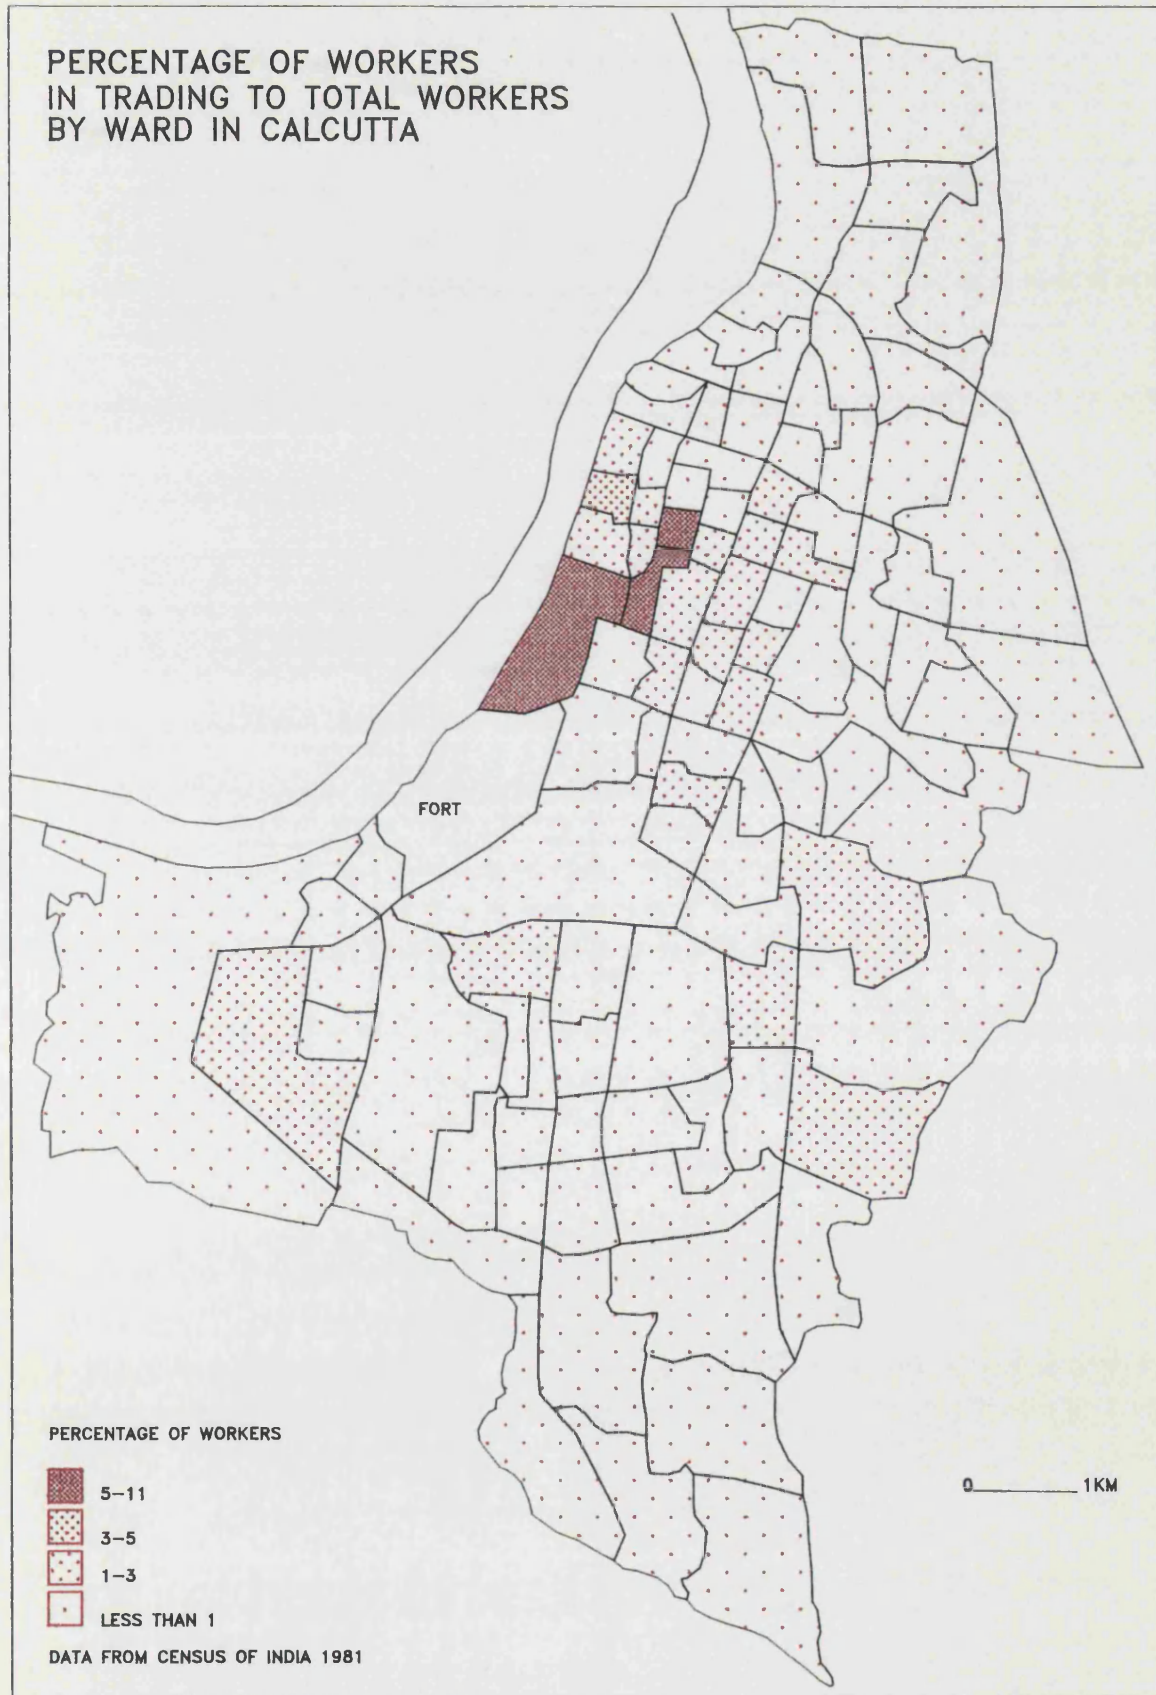 PERCENTAGE OF WORKERS
IN TRADING TO TOTAL WORKERS
BY WARD IN CALCUTTA
FORT
PERCENTAGE OF WORKERS
5-11
3-5
1-3
LESS THAN 1
DATA FROM CENSUS OF INDIA 1981
0 1KM